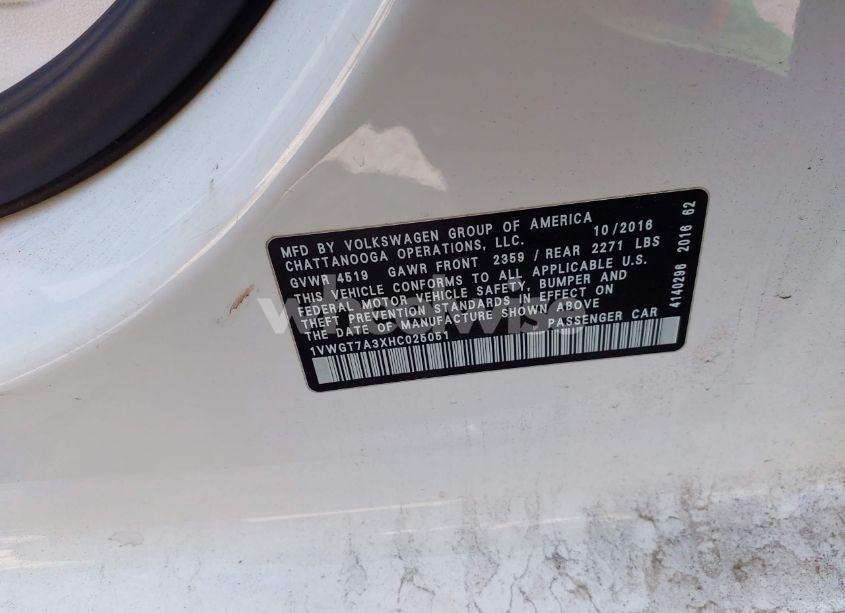 MFD BY VOLKSWAGEN GROUP OF AMERICA
CHATTANOOGA OPERATIONS, LLC. 10/2016
GVWR 4519 GAWR FRONT 2359 / REAR 2271 LBS
THIS VEHICLE CONFORMS TO ALL APPLICABLE U.S.
FEDERAL MOTOR VEHICLE SAFETY, BUMPER AND
THEFT PREVENTION STANDARDS IN EFFECT ON
THE DATE OF MANUFACTURE SHOWN ABOVE
1VWGT7A3XHC025051 PASSENGER CAR
4140296 2016 62